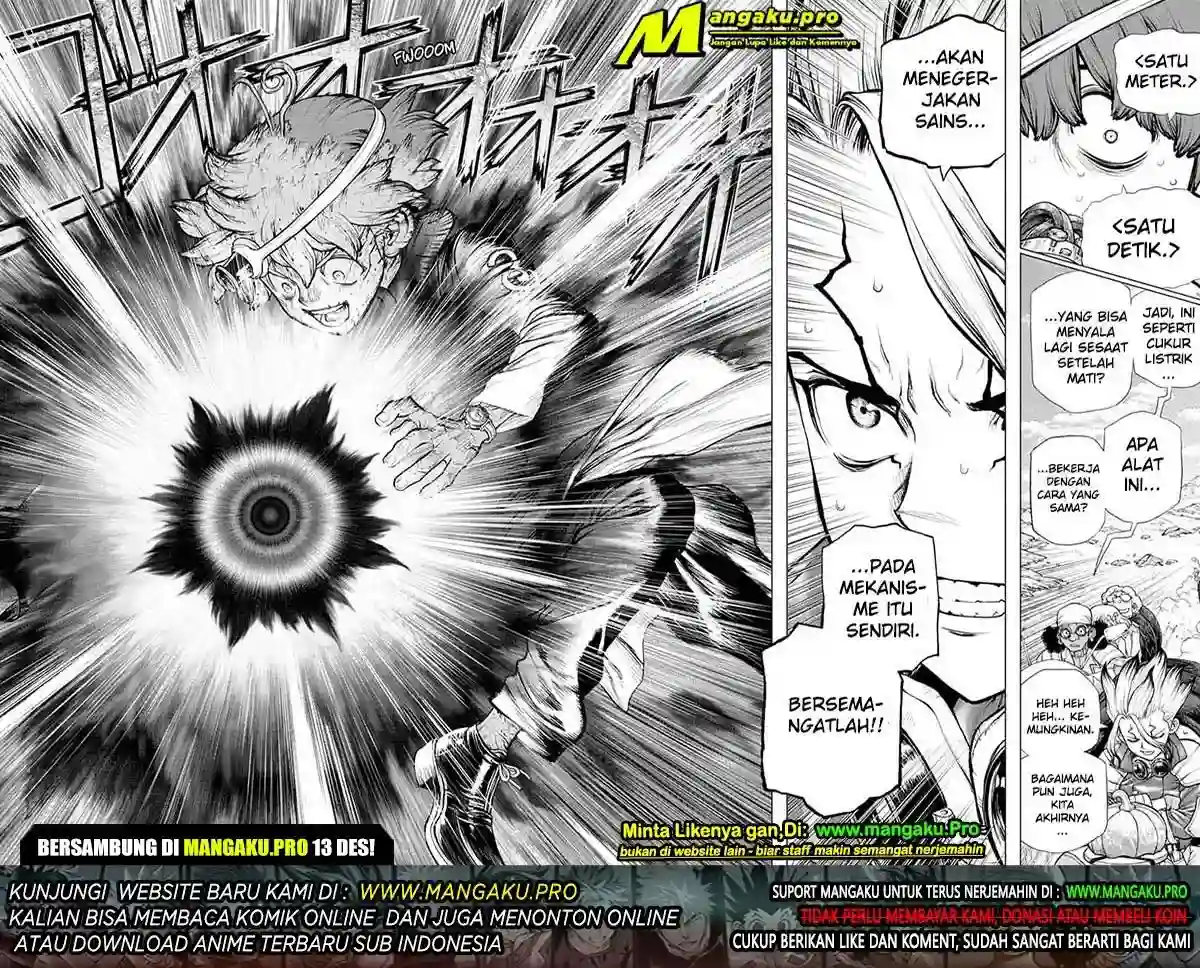 <SATU
METER.>
<SATU
DETIK.>
JADI, INI
SEPERTI
CUKUR
LISTRIK
...
...YANG BISA
MENYALA
LAGI SESAAT
SETELAH
MATI?
APA
ALAT
INI...
...BEKERJA
DENGAN
CARA YANG
SAMA?
HEH HEH
HEH... KE-
MUNGKINAN.
BAGAIMANA
PUN JUGA,
KITA
AKHIRNYA
...
...AKAN
MENEGER-
JAKAN
SAINS...
...PADA
MEKANIS-
ME ITU
SENDIRI.
BERSEMA-
NGATLAH!!
FWOOOM
Mangaku.pro
Jangan Lupa Like dan Komennya
Minta Likenya gan,Di: www.mangaku.Pro
bukan di website lain - biar staff makin semangat nerjemahin
BERSAMBUNG DI MANGAKU.PRO 13 DES!
KUNJUNGI WEBSITE BARU KAMI DI : WWW.MANGAKU.PRO
KALIAN BISA MEMBACA KOMIK ONLINE DAN JUGA MENONTON ONLINE
ATAU DOWNLOAD ANIME TERBARU SUB INDONESIA
SUPORT MANGAKU UNTUK TERUS NERJEMAHIN DI : WWW.MANGAKU.PRO
TIDAK PERLU MEMBAYAR KAMI, DONASI ATAU MEMBELI KOIN
CUKUP BERIKAN LIKE DAN KOMENT, SUDAH SANGAT BERARTI BAGI KAMI